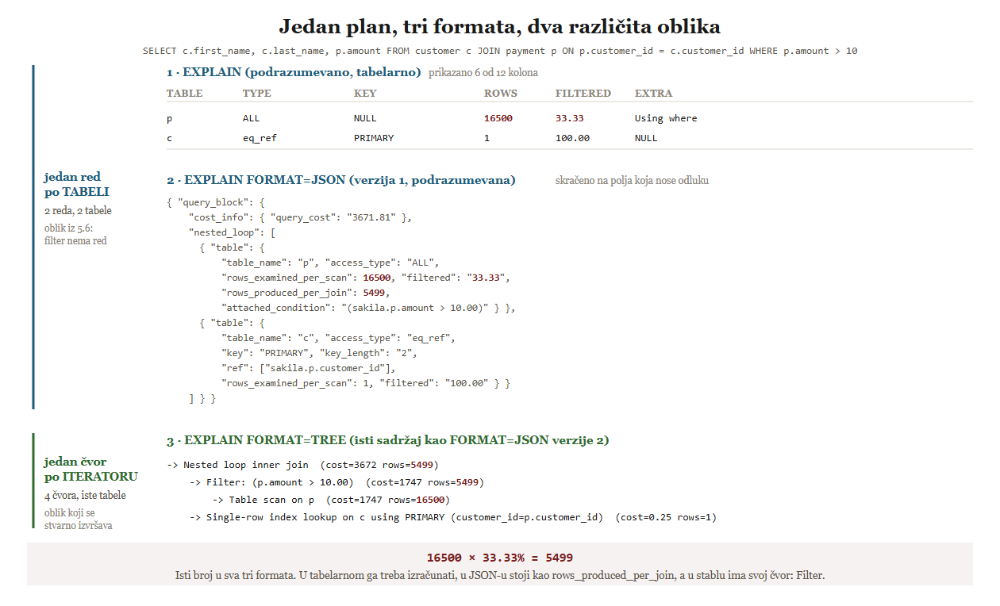 Jedan plan, tri formata, dva različita oblika
SELECT c.first_name, c.last_name, p.amount FROM customer c JOIN payment p ON p.customer_id = c.customer_id WHERE p.amount > 10
1 · EXPLAIN (podrazumevano, tabelarno) prikazano 6 od 12 kolona
TABLE TYPE KEY ROWS FILTERED EXTRA
p ALL NULL 16500 33.33 Using where
c eq_ref PRIMARY 1 100.00 NULL
jedan red
po TABELI
2 reda, 2 tabele
oblik iz 5.6:
filter nema red
2 · EXPLAIN FORMAT=JSON (verzija 1, podrazumevana) skraćeno na polja koja nose odluku
{ "query_block": {
"cost_info": { "query_cost": "3671.81" },
"nested_loop": [
{ "table": {
"table_name": "p", "access_type": "ALL",
"rows_examined_per_scan": 16500, "filtered": "33.33",
"rows_produced_per_join": 5499,
"attached_condition": "(sakila.p.amount > 10.00)" } },
{ "table": {
"table_name": "c", "access_type": "eq_ref",
"key": "PRIMARY", "key_length": "2",
"ref": ["sakila.p.customer_id"],
"rows_examined_per_scan": 1, "filtered": "100.00" } }
] } }
jedan čvor
po ITERATORU
4 čvora, iste tabele
oblik koji se
stvarno izvršava
3 · EXPLAIN FORMAT=TREE (isti sadržaj kao FORMAT=JSON verzije 2)
-> Nested loop inner join (cost=3672 rows=5499)
-> Filter: (p.amount > 10.00) (cost=1747 rows=5499)
-> Table scan on p (cost=1747 rows=16500)
-> Single-row index lookup on c using PRIMARY (customer_id=p.customer_id) (cost=0.25 rows=1)
16500 × 33.33% = 5499
Isti broj u sva tri formata. U tabelarnom ga treba izračunati, u JSON-u stoji kao rows_produced_per_join, a u stablu ima svoj čvor: Filter.